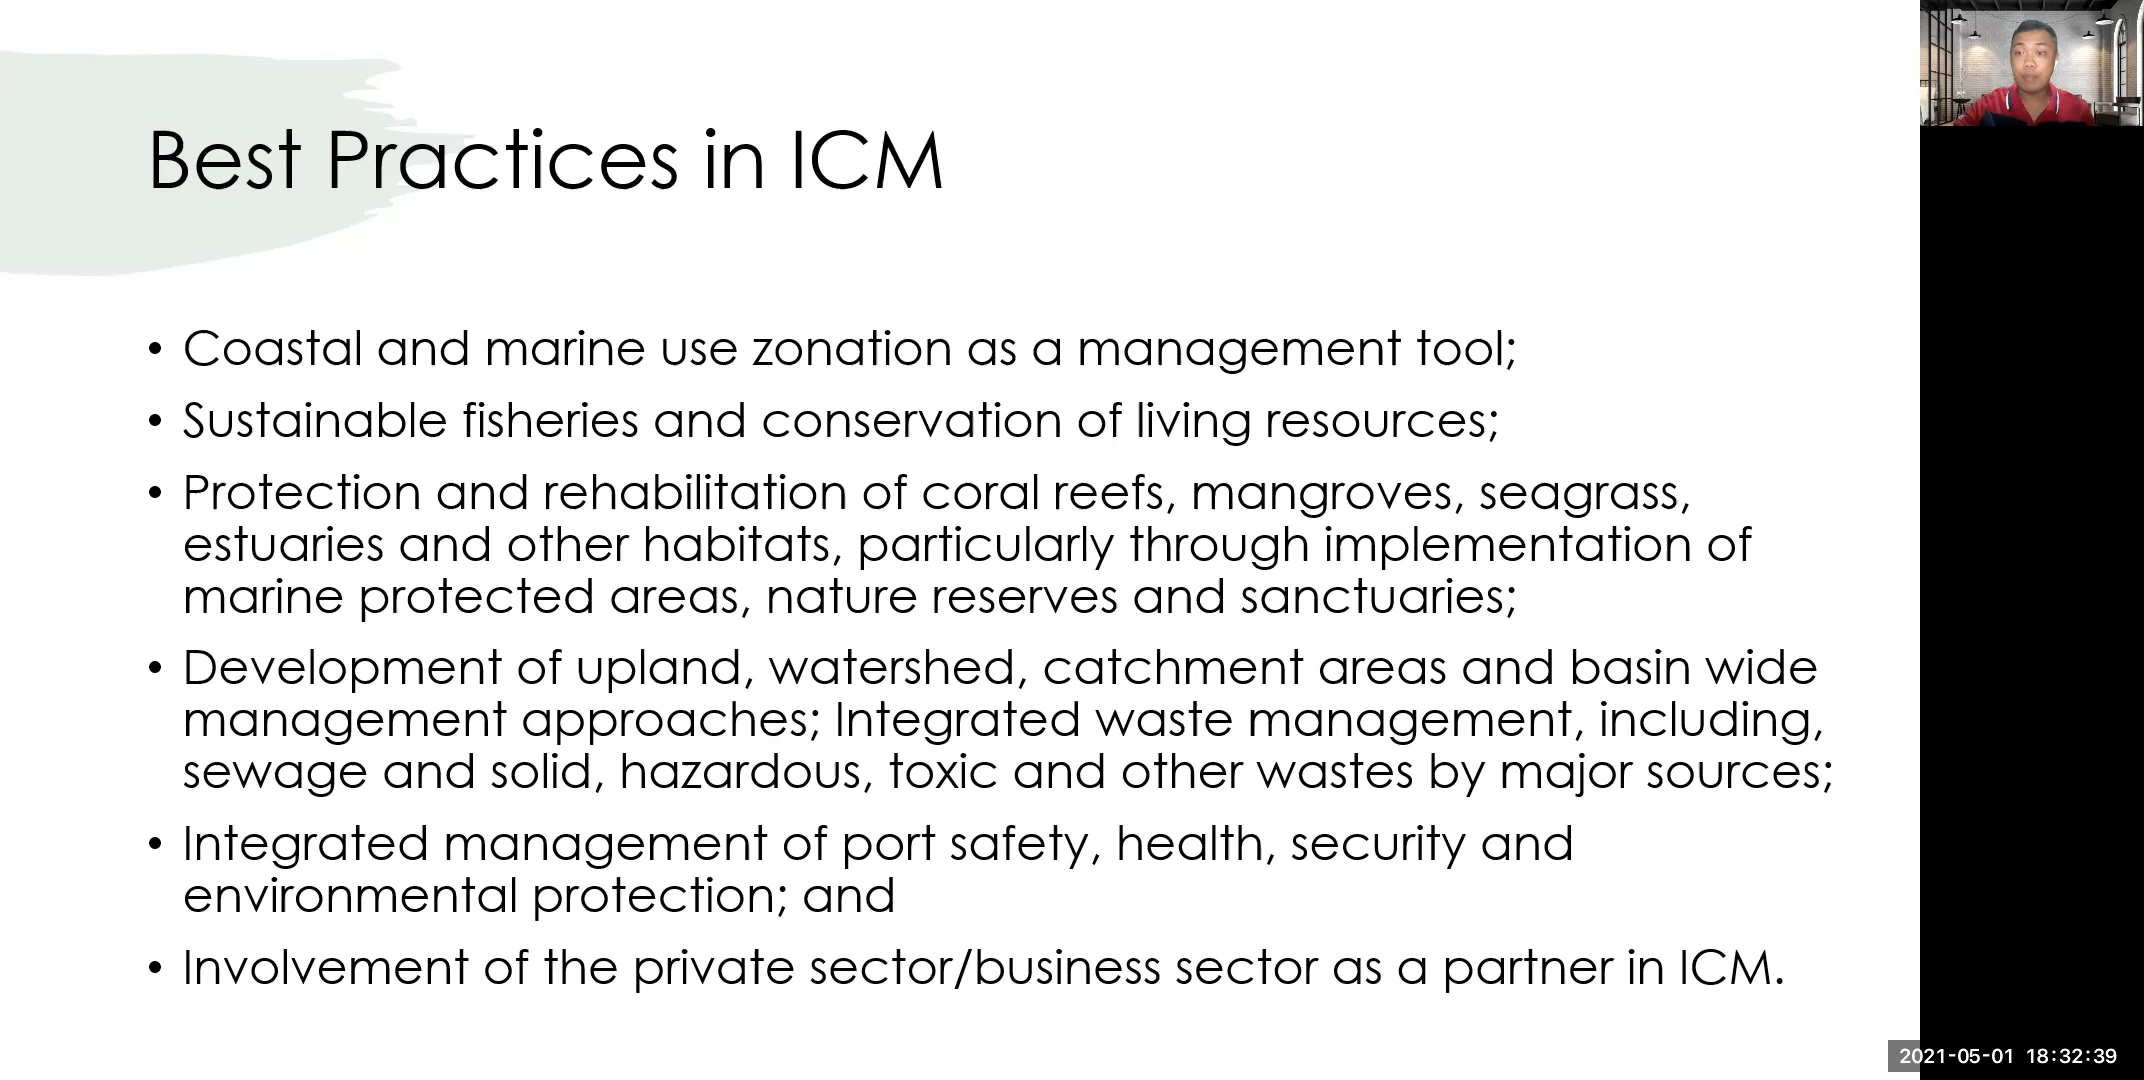 Best Practices in ICM
• Coastal and marine use zonation as a management tool;
• Sustainable fisheries and conservation of living resources;
• Protection and rehabilitation of coral reefs, mangroves, seagrass,
estuaries and other habitats, particularly through implementation of
marine protected areas, nature reserves and sanctuaries;
• Development of upland, watershed, catchment areas and basin wide
management approaches; Integrated waste management, including,
sewage and solid, hazardous, toxic and other wastes by major sources;
• Integrated management of port safety, health, security and
environmental protection; and
• Involvement of the private sector/business sector as a partner in ICM.
2021-05-01 18:32:39